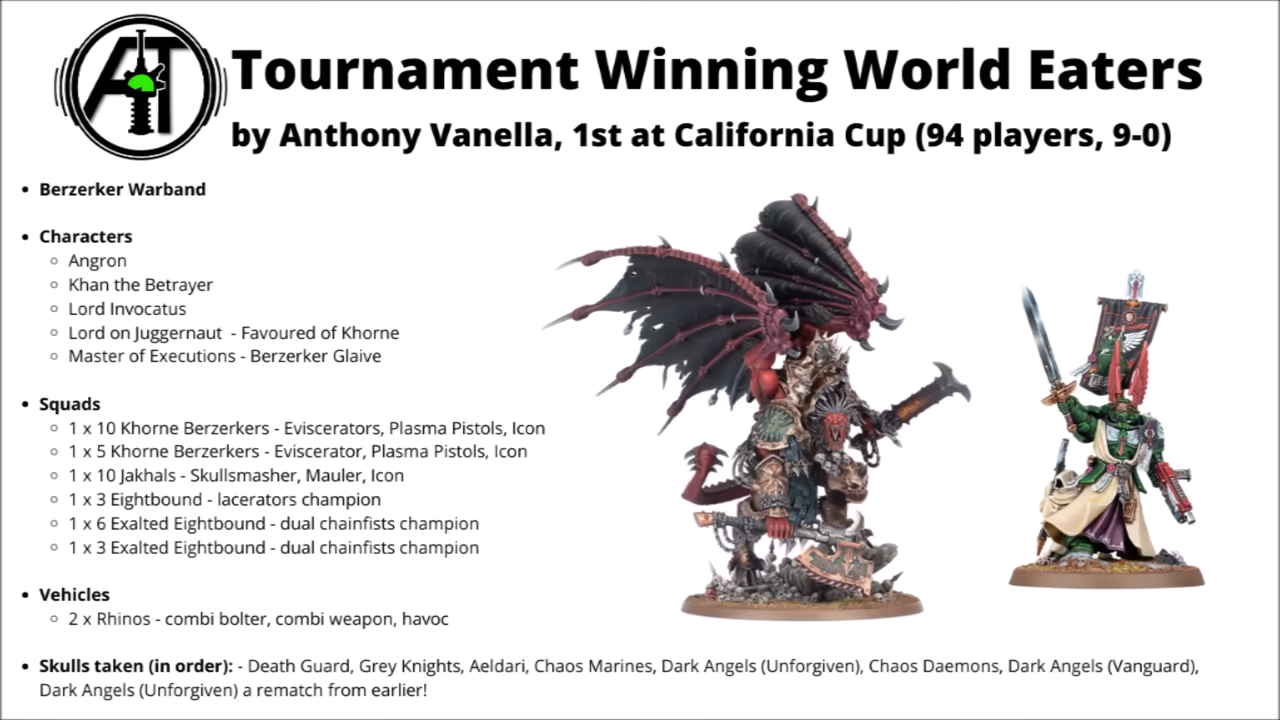 AT
Tournament Winning World Eaters
by Anthony Vanella, 1st at California Cup (94 players, 9-0)
• Berzerker Warband
• Characters
◦ Angron
◦ Khan the Betrayer
◦ Lord Invocatus
◦ Lord on Juggernaut - Favoured of Khorne
◦ Master of Executions - Berzerker Glaive
• Squads
◦ 1 x 10 Khorne Berzerkers - Eviscerators, Plasma Pistols, Icon
◦ 1 x 5 Khorne Berzerkers - Eviscerator, Plasma Pistols, Icon
◦ 1 x 10 Jakhals - Skullsmasher, Mauler, Icon
◦ 1 x 3 Eightbound - lacerators champion
◦ 1 x 6 Exalted Eightbound - dual chainfists champion
◦ 1 x 3 Exalted Eightbound - dual chainfists champion
• Vehicles
◦ 2 x Rhinos - combi bolter, combi weapon, havoc
• Skulls taken (in order): - Death Guard, Grey Knights, Aeldari, Chaos Marines, Dark Angels (Unforgiven), Chaos Daemons, Dark Angels (Vanguard),
Dark Angels (Unforgiven) a rematch from earlier!